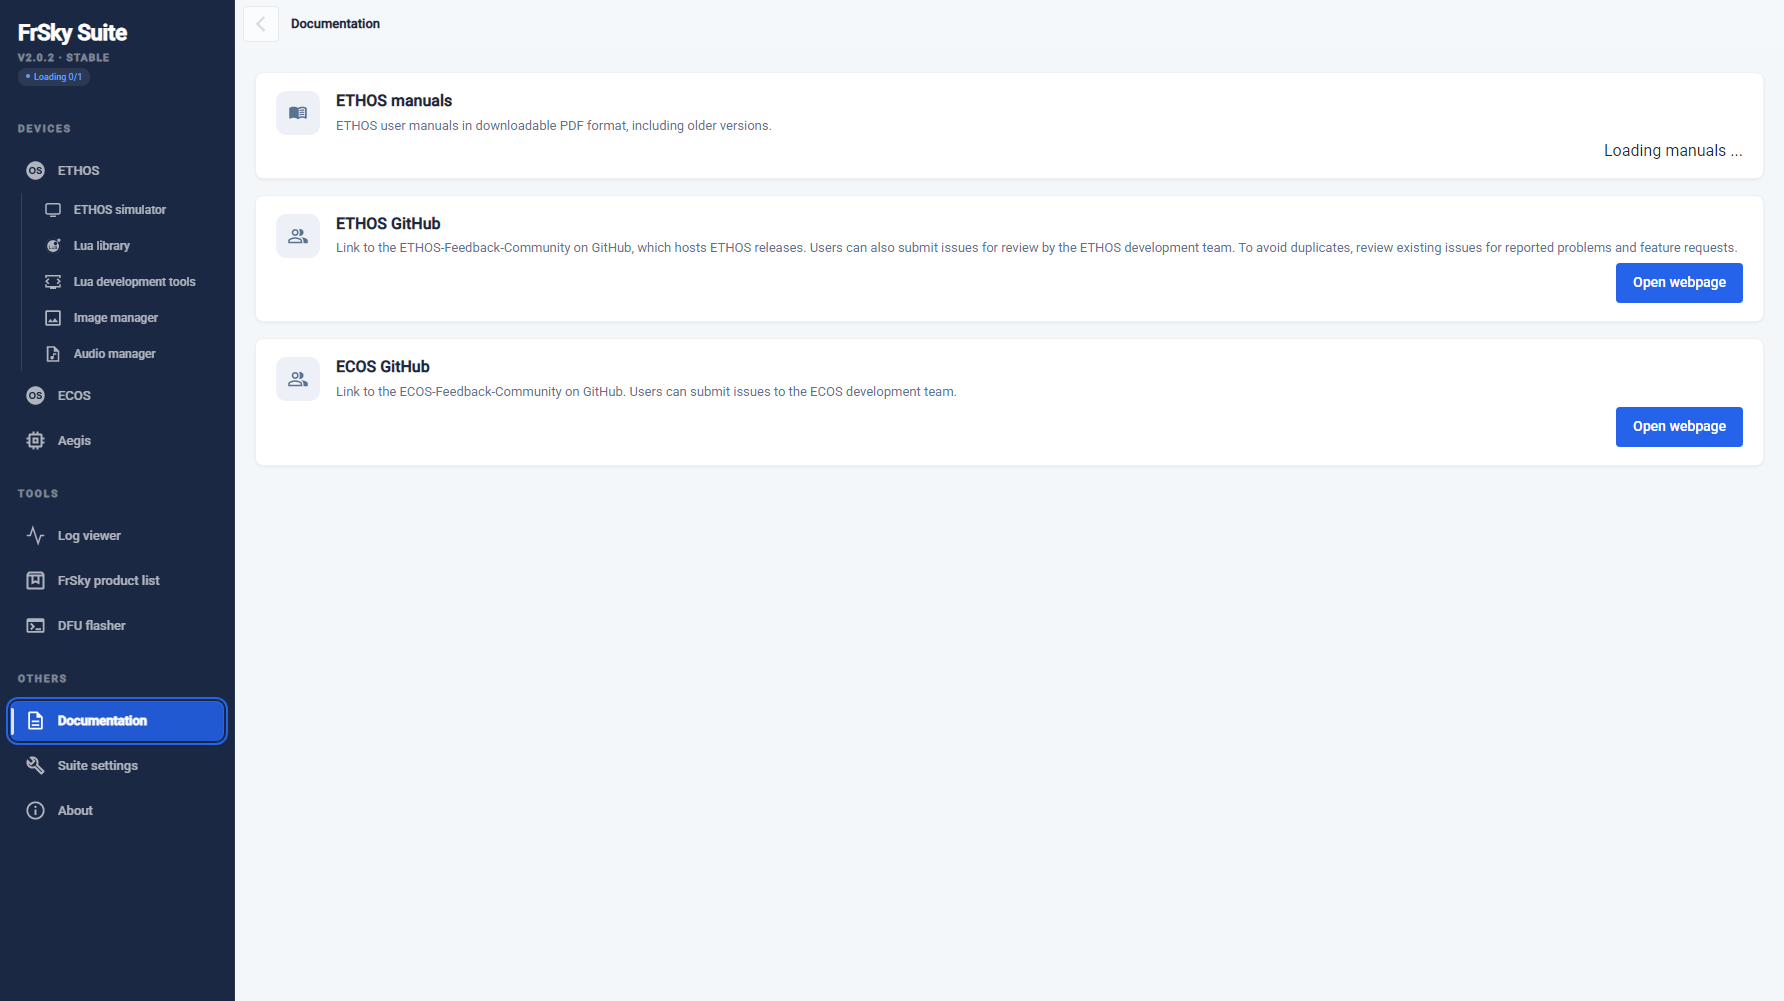 FrSky Suite
V2.0.2 · STABLE
Loading 0/1
DEVICES
OS ETHOS
ETHOS simulator
Lua library
Lua development tools
Image manager
Audio manager
OS ECOS
Aegis
TOOLS
Log viewer
FrSky product list
DFU flasher
OTHERS
Documentation
Suite settings
About
Documentation
ETHOS manuals
ETHOS user manuals in downloadable PDF format, including older versions.
Loading manuals ...
ETHOS GitHub
Link to the ETHOS-Feedback-Community on GitHub, which hosts ETHOS releases. Users can also submit issues for review by the ETHOS development team. To avoid duplicates, review existing issues for reported problems and feature requests.
Open webpage
ECOS GitHub
Link to the ECOS-Feedback-Community on GitHub. Users can submit issues to the ECOS development team.
Open webpage